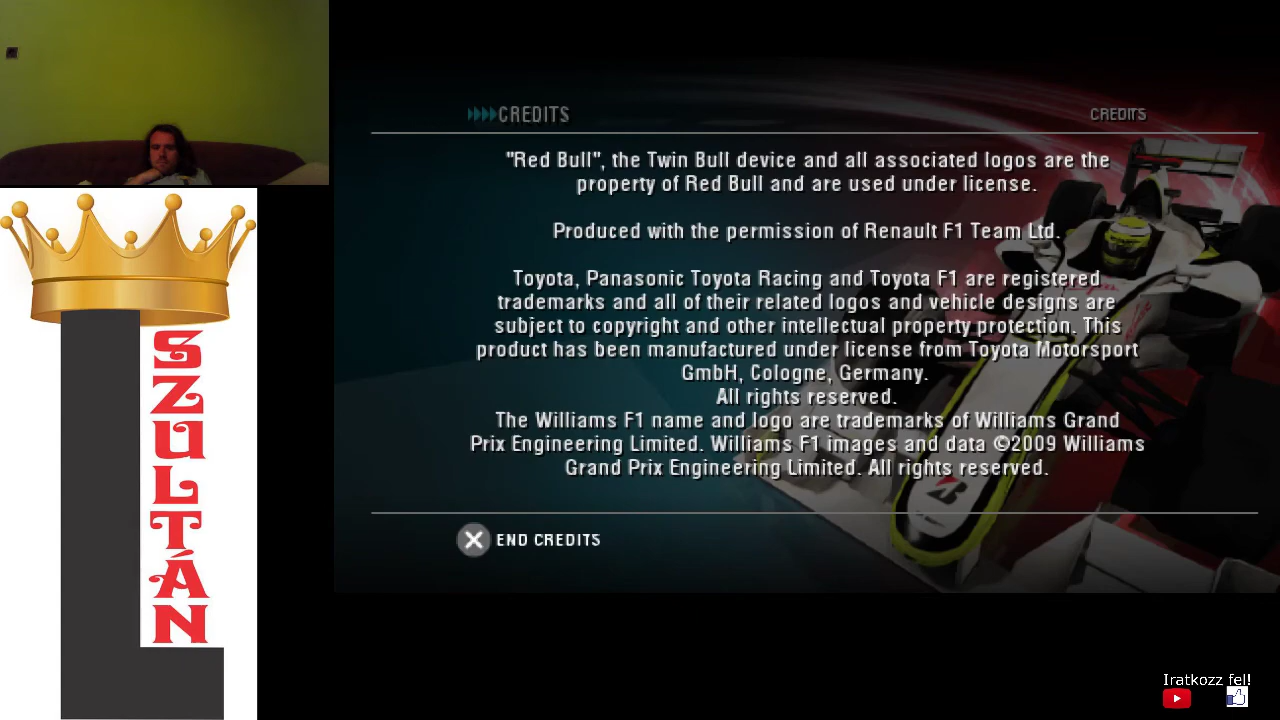 CREDITS
CREDITS
"Red Bull", the Twin Bull device and all associated logos are the
property of Red Bull and are used under license.
Produced with the permission of Renault F1 Team Ltd.
Toyota, Panasonic Toyota Racing and Toyota F1 are registered
trademarks and all of their related logos and vehicle designs are
subject to copyright and other intellectual property protection. This
product has been manufactured under license from Toyota Motorsport
GmbH, Cologne, Germany.
All rights reserved.
The Williams F1 name and logo are trademarks of Williams Grand
Prix Engineering Limited. Williams F1 images and data ©2009 Williams
Grand Prix Engineering Limited. All rights reserved.
END CREDITS
L
SZULTÁN
Iratkozz fel!